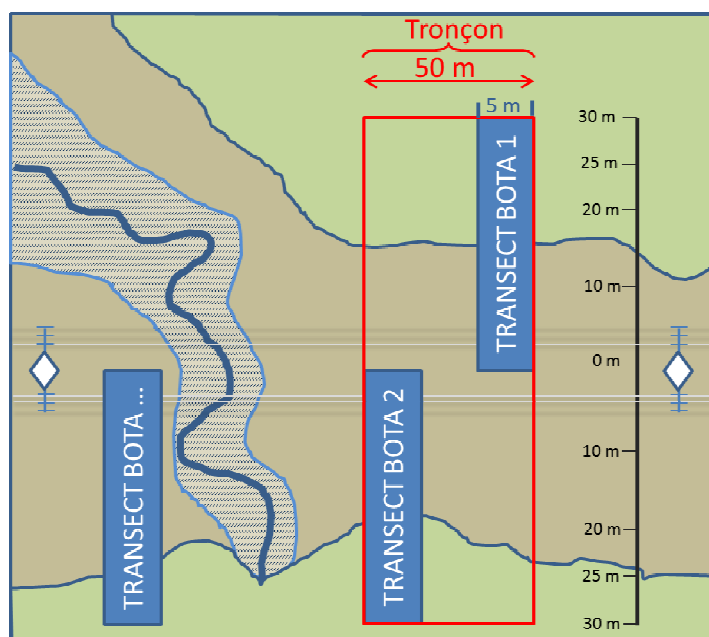 Tronçon
50 m
5 m
30 m
25 m
20 m
10 m
0 m
10 m
20 m
25 m
30 m
TRANSECT BOTA 1
TRANSECT BOTA 2
TRANSECT BOTA ...